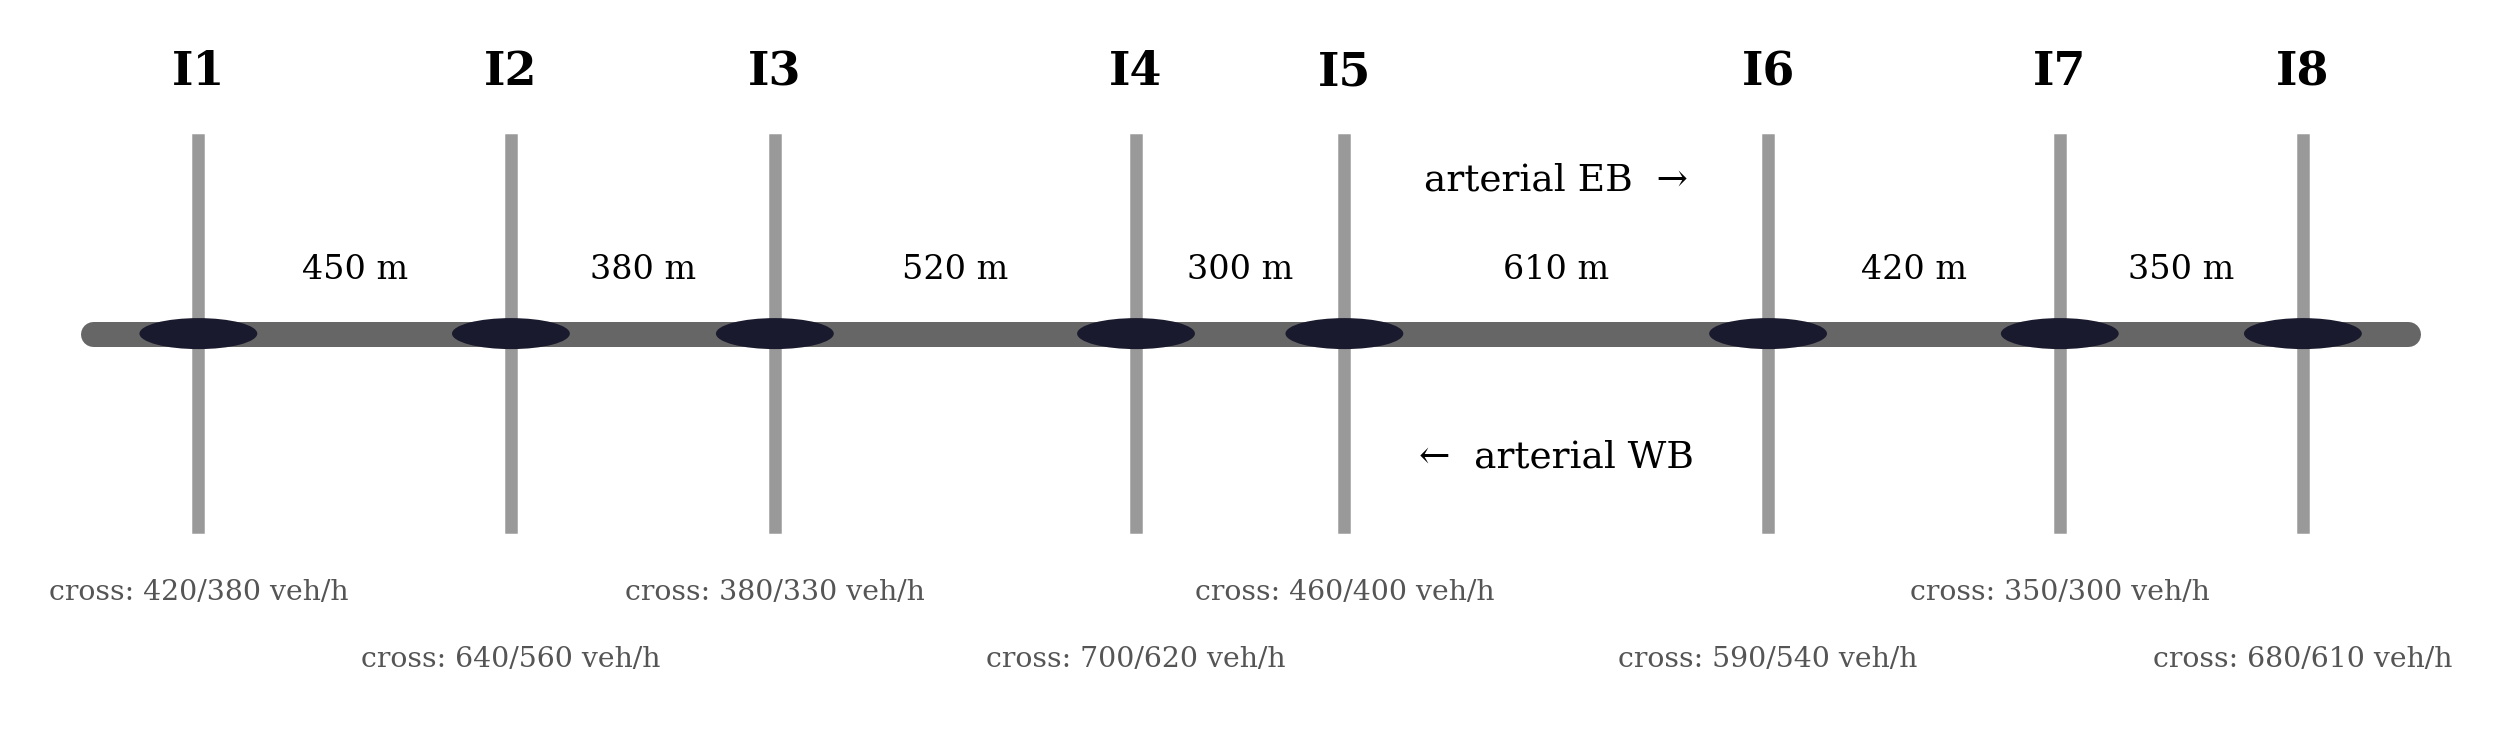 I1
I2
I3
I4
I5
I6
I7
I8
arterial EB →
450 m
380 m
520 m
300 m
610 m
420 m
350 m
← arterial WB
cross: 420/380 veh/h
cross: 380/330 veh/h
cross: 460/400 veh/h
cross: 350/300 veh/h
cross: 640/560 veh/h
cross: 700/620 veh/h
cross: 590/540 veh/h
cross: 680/610 veh/h